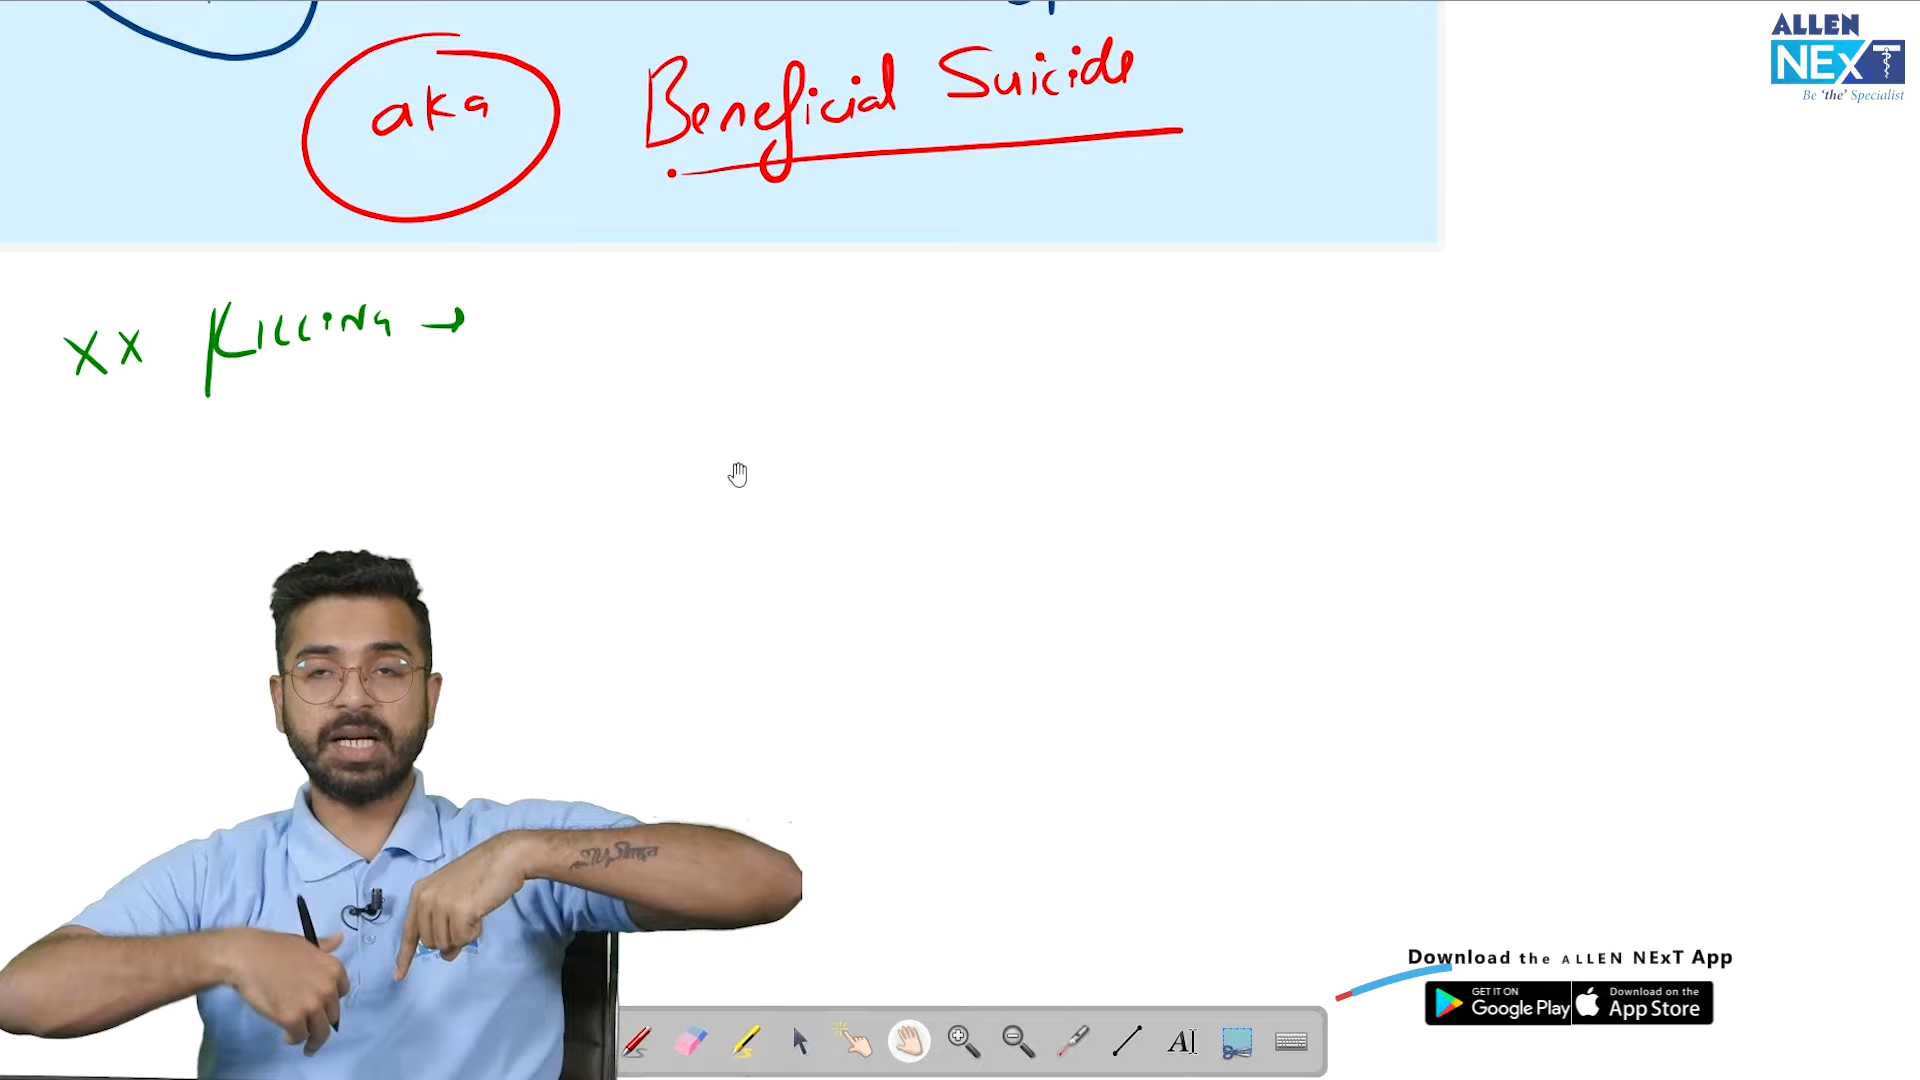 ALLEN
NExT
Be 'the' Specialist
aka Beneficial Suicide
XX KILLING →
Download the ALLEN NExT App
GET IT ON
Google Play
Download on the
App Store
A